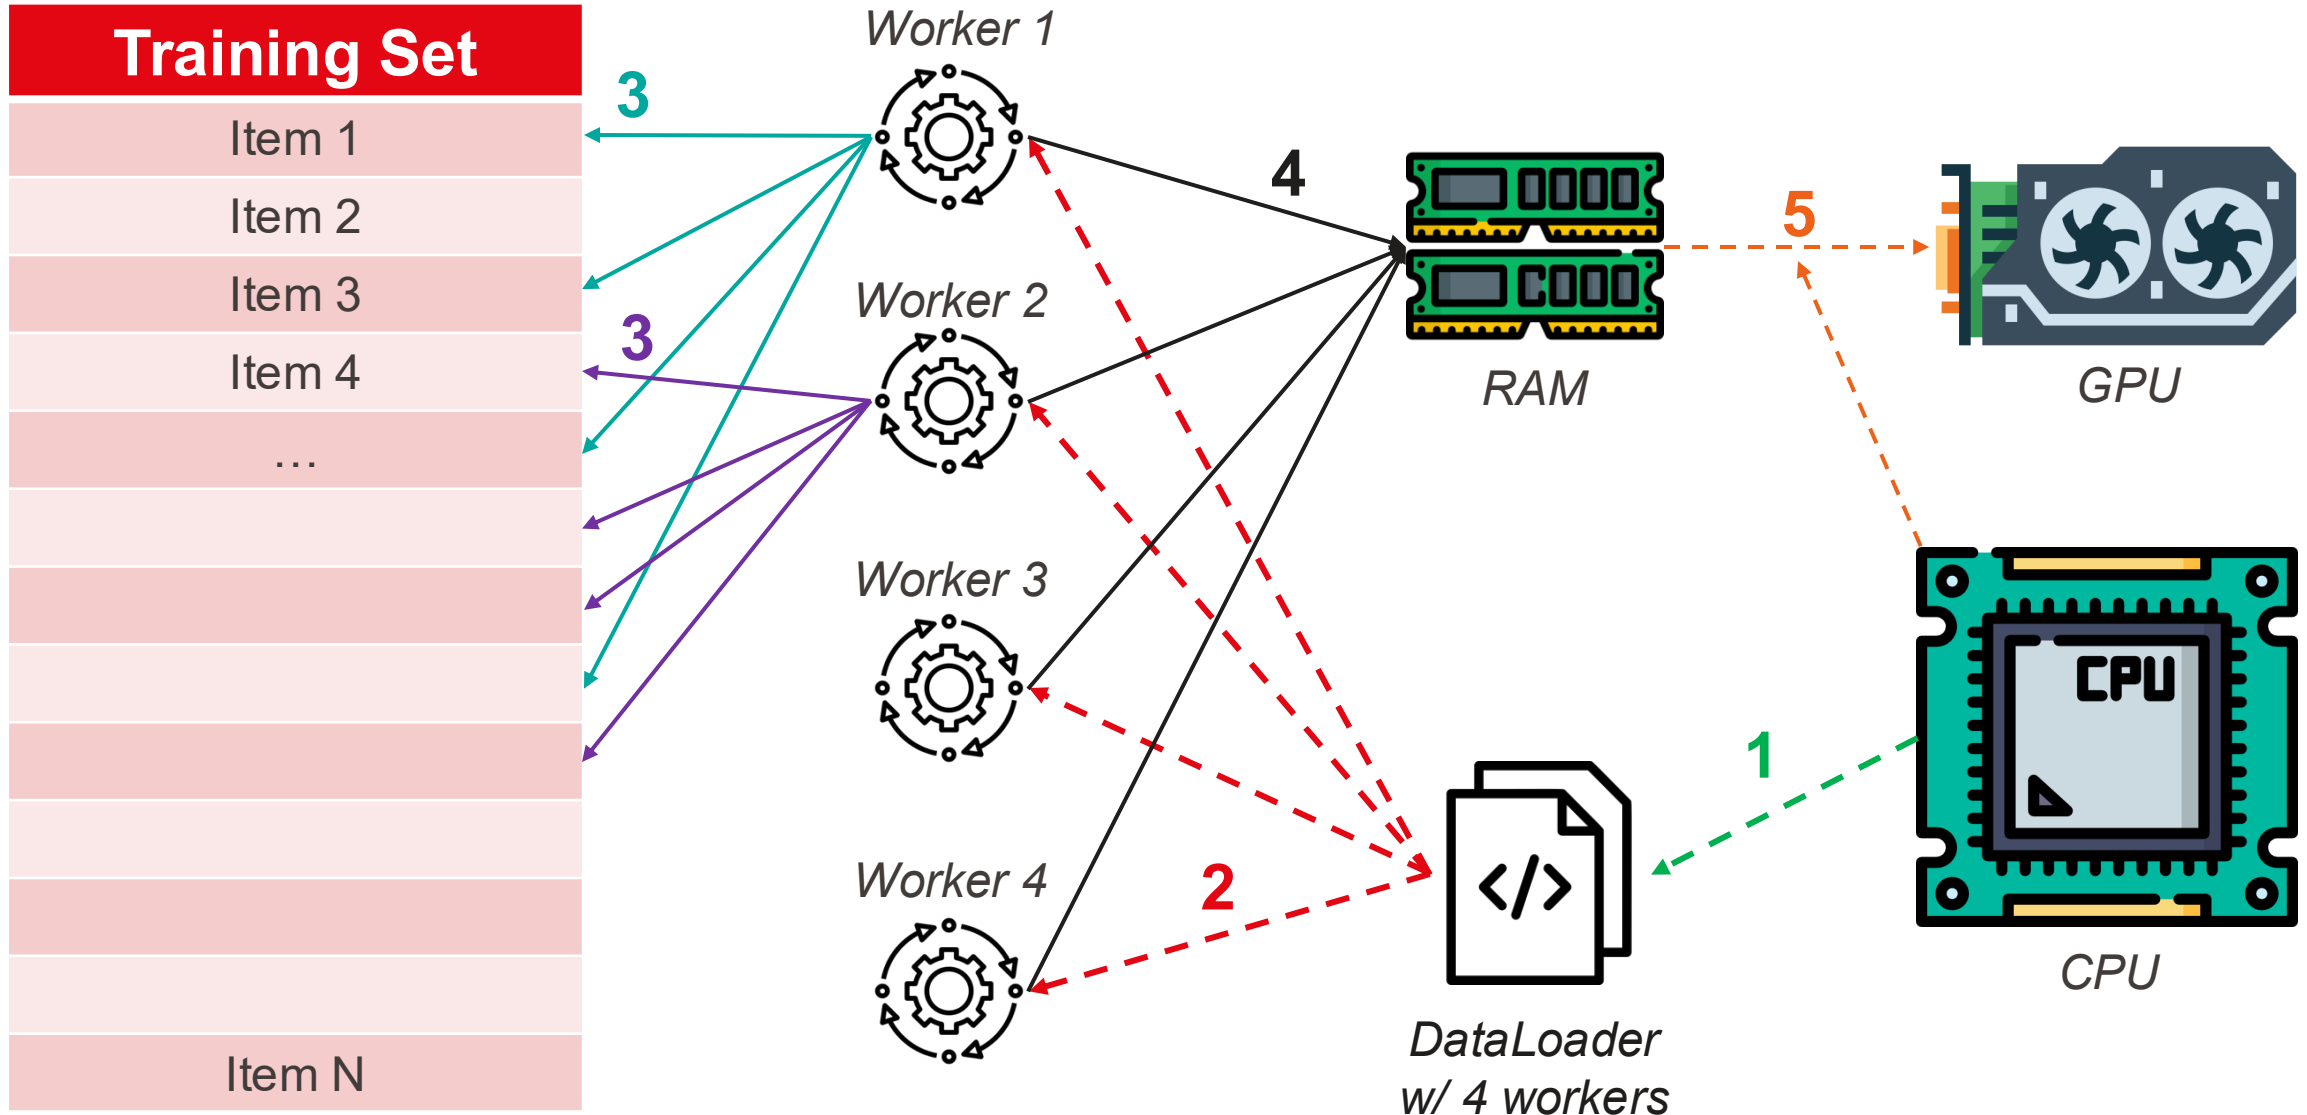 Training Set
Item 1
Item 2
Item 3
Item 4
...
Item N
3
3
Worker 1
Worker 2
Worker 3
Worker 4
4
2
RAM
5
GPU
1
CPU
CPU
DataLoader
w/ 4 workers
</>